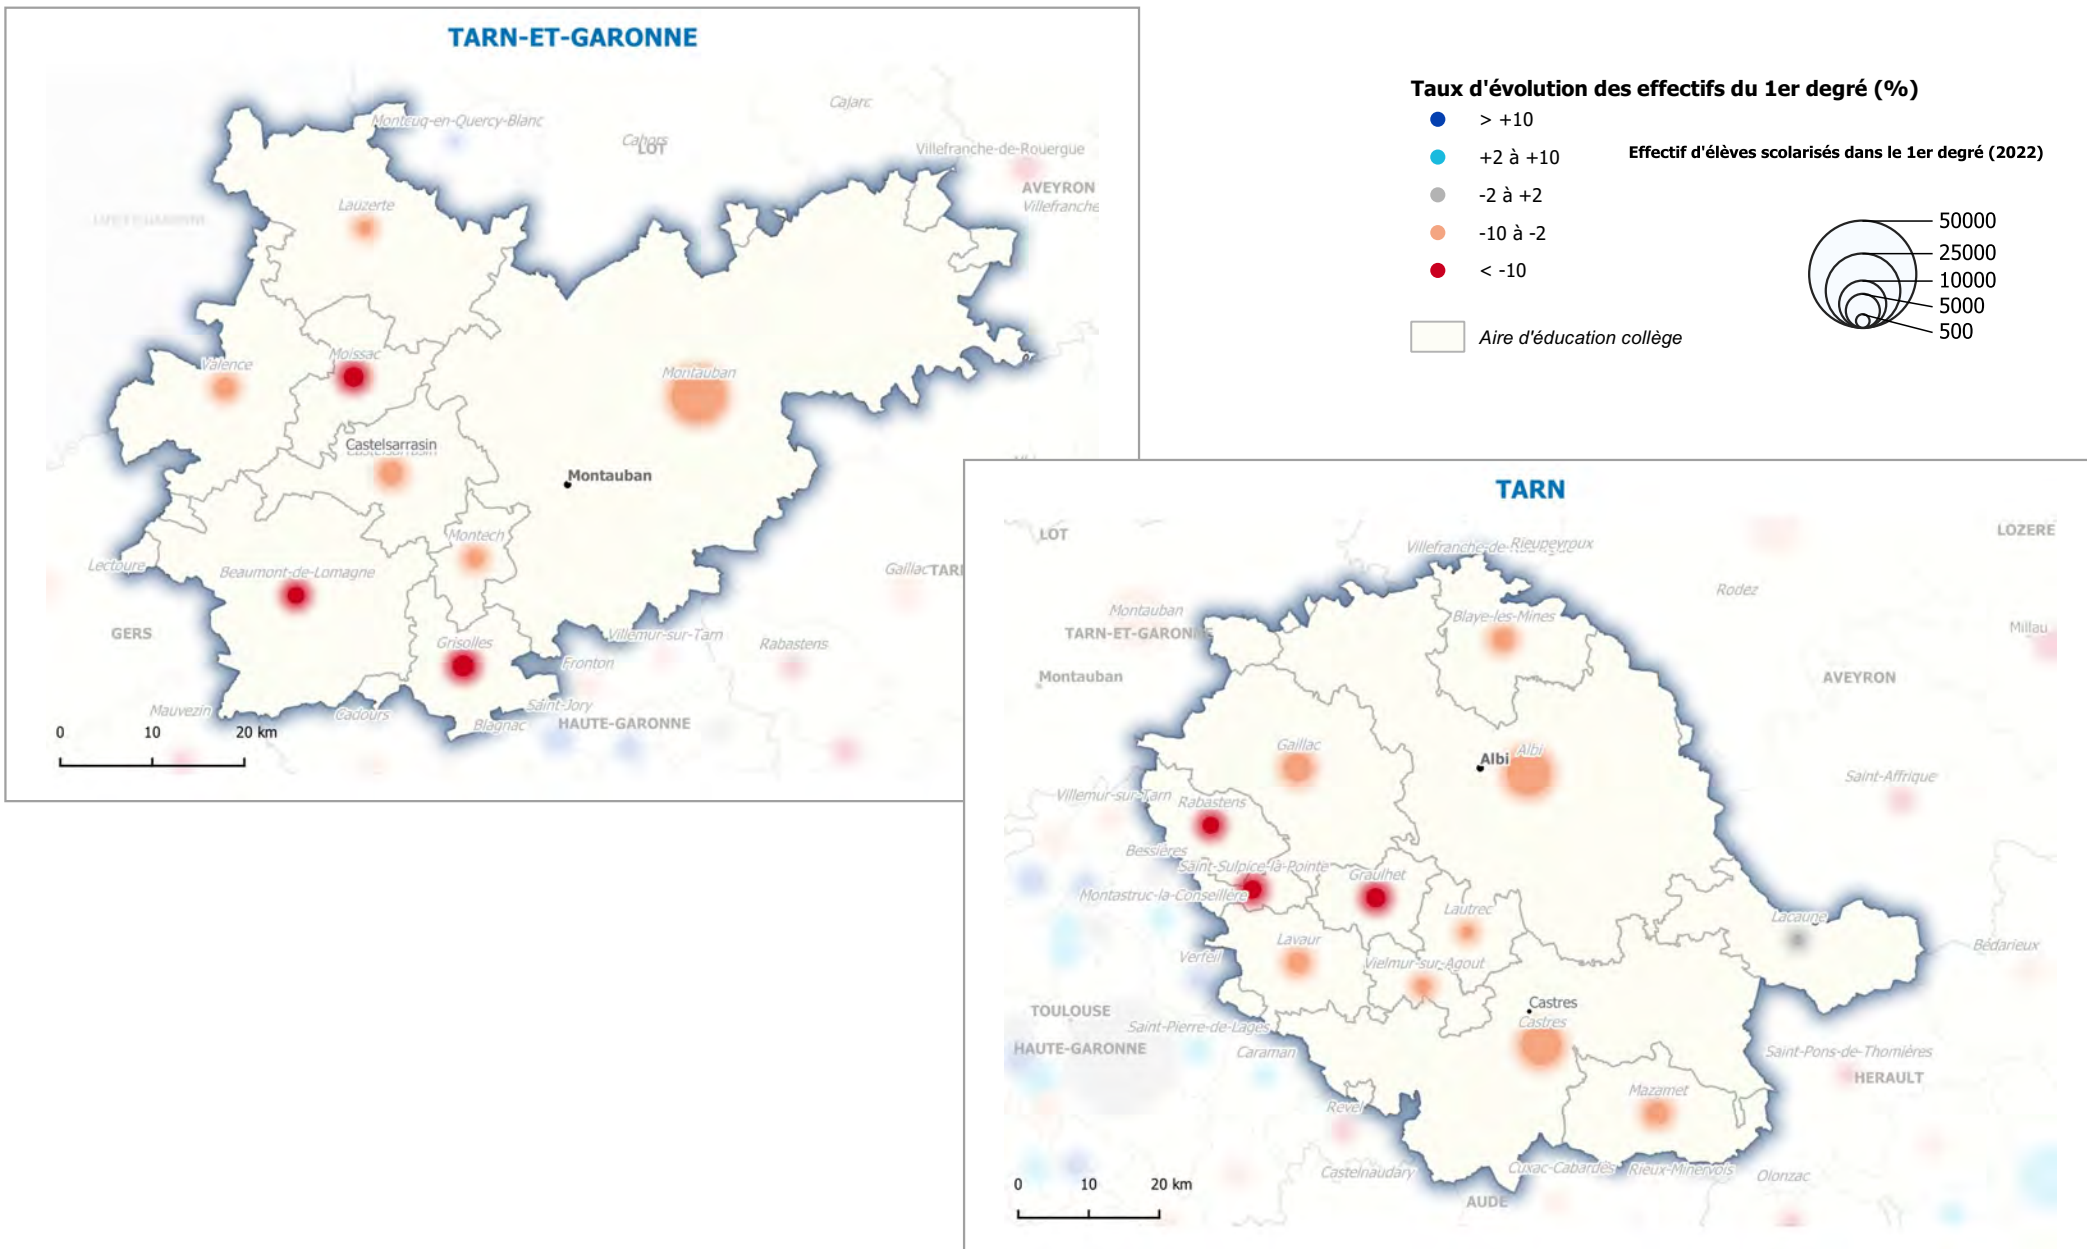 TARN-ET-GARONNE
Cajarc
Montcuq-en-Quercy-Blanc
Cahors
LOT
Villefranche-de-Rouergue
AVEYRON
Villefranche
Lauzerte
Valence
Moissac
Montauban
Castelsarrasin
Castelsarrasin
Montauban
Montech
Lectoure
Beaumont-de-Lomagne
Gaillac
GERS
Grisolles
Villemur-sur-Tarn
Rabastens
Fronton
Mauvezin
Cadours
Saint-Jory
Blagnac
HAUTE-GARONNE
0 10 20 km
Taux d'évolution des effectifs du 1er degré (%)
> +10
+2 à +10
-2 à +2
-10 à -2
< -10
Aire d'éducation collège
Effectif d'élèves scolarisés dans le 1er degré (2022)
50000
25000
10000
5000
500
TARN
LOT
LOZERE
Rieupeyroux
Rodez
Montauban
TARN-ET-GARONNE
Blaye-les-Mines
Millau
Montauban
AVEYRON
Gaillac
Albi
Albi
Saint-Affrique
Villemur-sur-Tarn
Rabastens
Bessières
Saint-Sulpice-la-Pointe
Graulhet
Montastruc-la-Conseillère
Lautrec
Lacaune
Lavaur
Verfeil
Vielmur-sur-Agout
Bédarieux
Castres
TOULOUSE
Castres
Saint-Pierre-de-Lages
HAUTE-GARONNE
Caraman
Saint-Pons-de-Thomières
HERAULT
Mazamet
Revel
Castelnaudary
Cuxac-Cabardès
Rieux-Minervois
Olonzac
0 10 20 km
AUDE